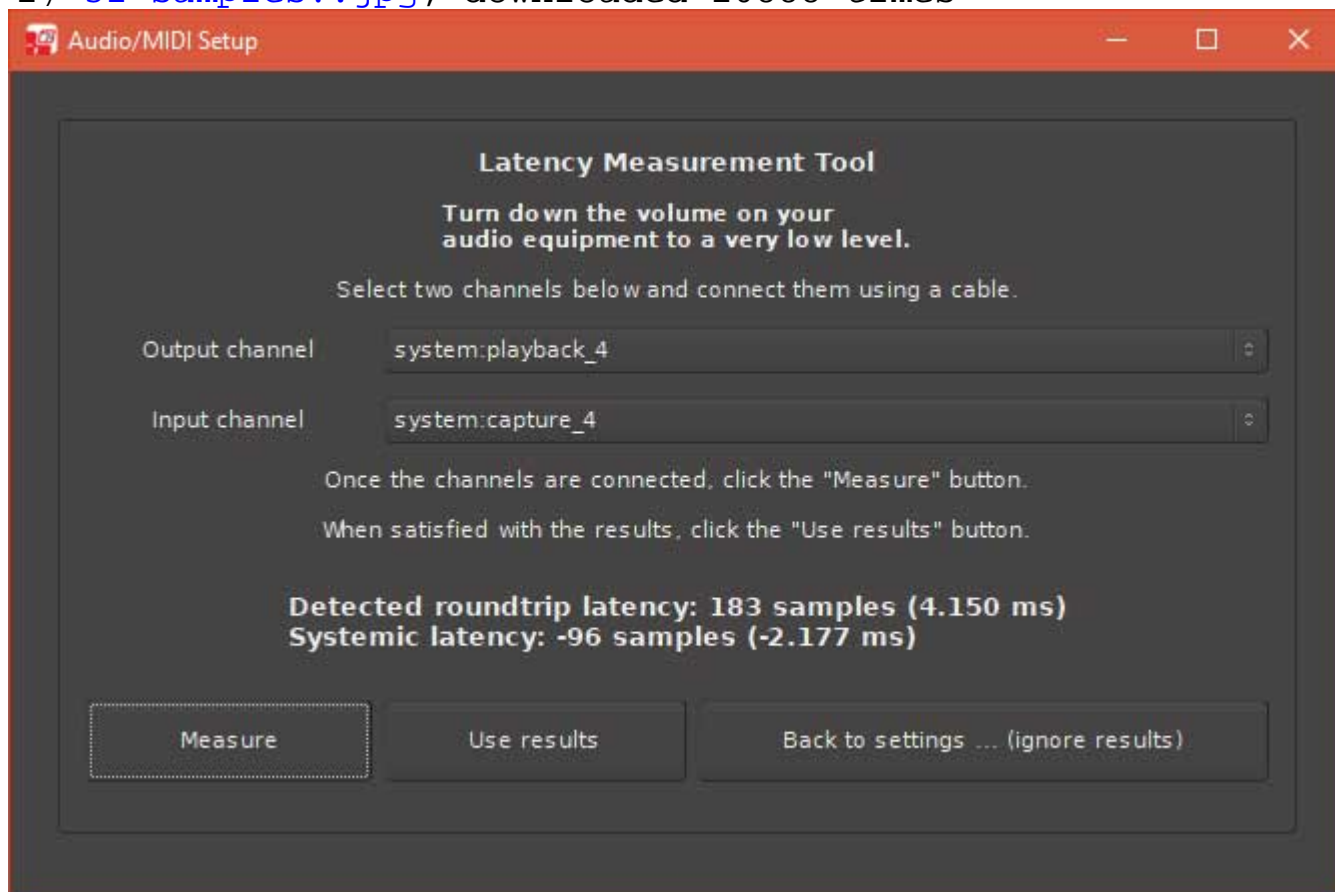 Audio/MIDI Setup
Latency Measurement Tool
Turn down the volume on your
audio equipment to a very low level.
Select two channels below and connect them using a cable.
Output channel system:playback_4
Input channel system:capture_4
Once the channels are connected, click the "Measure" button.
When satisfied with the results, click the "Use results" button.
Detected roundtrip latency: 183 samples (4.150 ms)
Systemic latency: -96 samples (-2.177 ms)
Measure Use results Back to settings ... (ignore results)